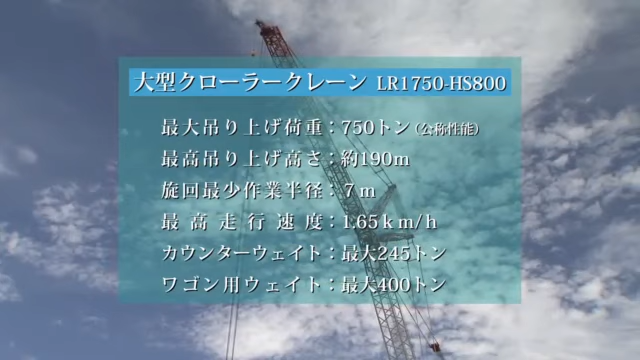 大型クローラークレーン LR1750-HS800
最大吊り上げ荷重：750トン（公称性能）
最高吊り上げ高さ：約190m
旋回最少作業半径：７m
最高走行速度：1.65km/h
カウンターウェイト：最大245トン
ワゴン用ウェイト：最大400トン